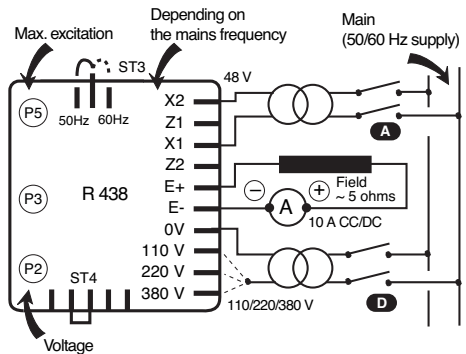 Max. excitation
Depending on
the mains frequency
Main
(50/60 Hz supply)
ST3
48 V
P5
50Hz 60Hz
X2
Z1
X1
A
Z2
P3
R 438
E+
Field
~ 5 ohms
E-
− A +
10 A CC/DC
0V
110 V
P2
ST4
220 V
380 V
110/220/380 V
D
Voltage